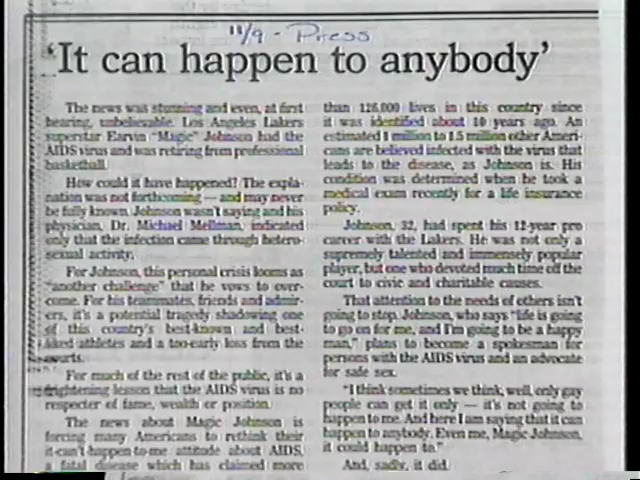 11/9 - Press
'It can happen to anybody'
The news was stunning and even, at first
hearing, unbelievable. Los Angeles Lakers
superstar Earvin "Magic" Johnson had the
AIDS virus and was retiring from professional
basketball.
How could it have happened? The expla-
nation was not forthcoming — and may never
be fully known. Johnson wasn't saying and his
physician, Dr. Michael Mellman, indicated
only that the infection came through hetero-
sexual activity.
For Johnson, this personal crisis looms as
"another challenge" that he vows to over-
come. For his teammates, friends and admir-
ers, it's a potential tragedy shadowing one
of this country's best-known and best-
liked athletes and a too-early loss from the
courts.
For much of the rest of the public, it's a
frightening lesson that the AIDS virus is no
respecter of fame, wealth or position.
The news about Magic Johnson is
forcing many Americans to rethink their
it-can't-happen-to-me attitude about AIDS,
a fatal disease which has claimed more
than 126,000 lives in this country since
it was identified about 10 years ago. An
estimated 1 million to 1.5 million other Ameri-
cans are believed infected with the virus that
leads to the disease, as Johnson is. His
condition was determined when he took a
medical exam recently for a life insurance
policy.
Johnson, 32, had spent his 12-year pro
career with the Lakers. He was not only a
supremely talented and immensely popular
player, but one who devoted much time off the
court to civic and charitable causes.
That attention to the needs of others isn't
going to stop. Johnson, who says "life is going
to go on for me, and I'm going to be a happy
man," plans to become a spokesman for
persons with the AIDS virus and an advocate
for safe sex.
"I think sometimes we think, well, only gay
people can get it only — it's not going to
happen to me. And here I am saying that it can
happen to anybody. Even me, Magic Johnson,
it could happen to."
And, sadly, it did.